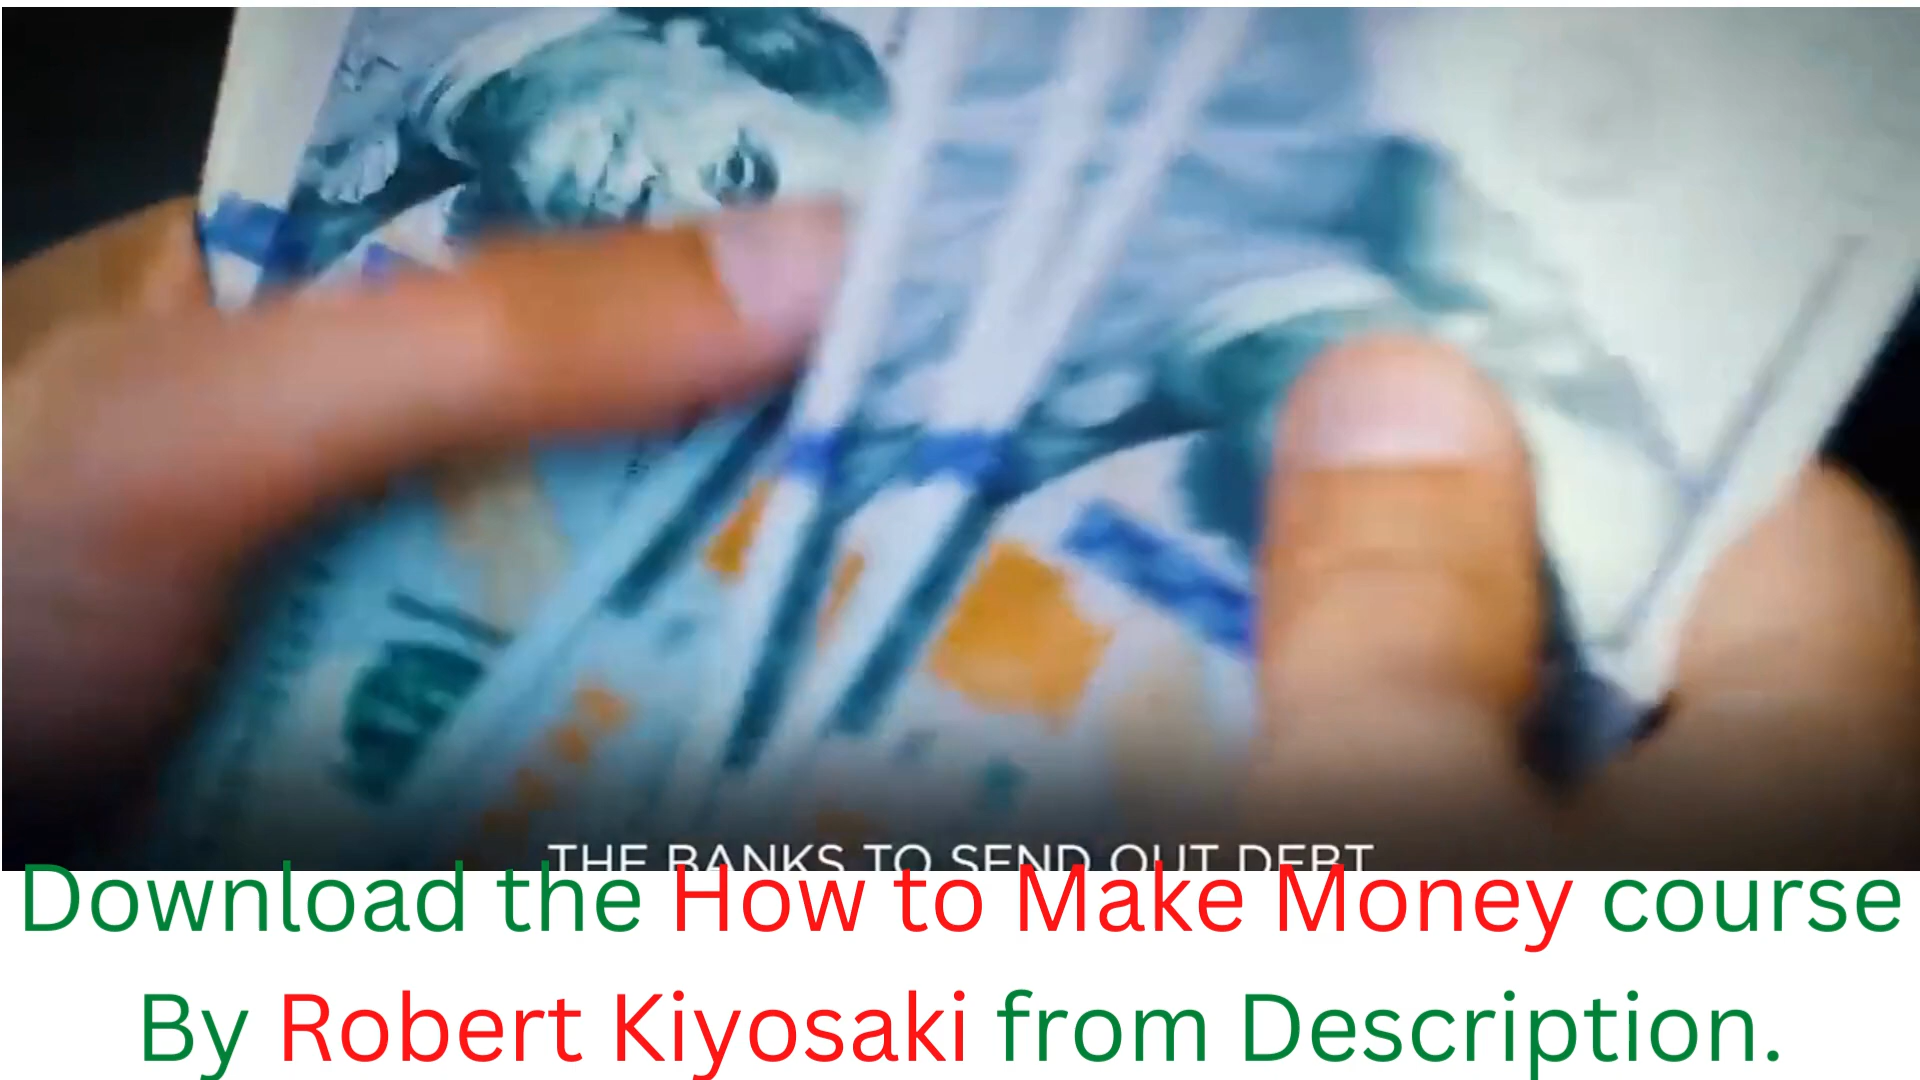 THE BANKS TO SEND OUT DEBT
Download the How to Make Money course
By Robert Kiyosaki from Description.